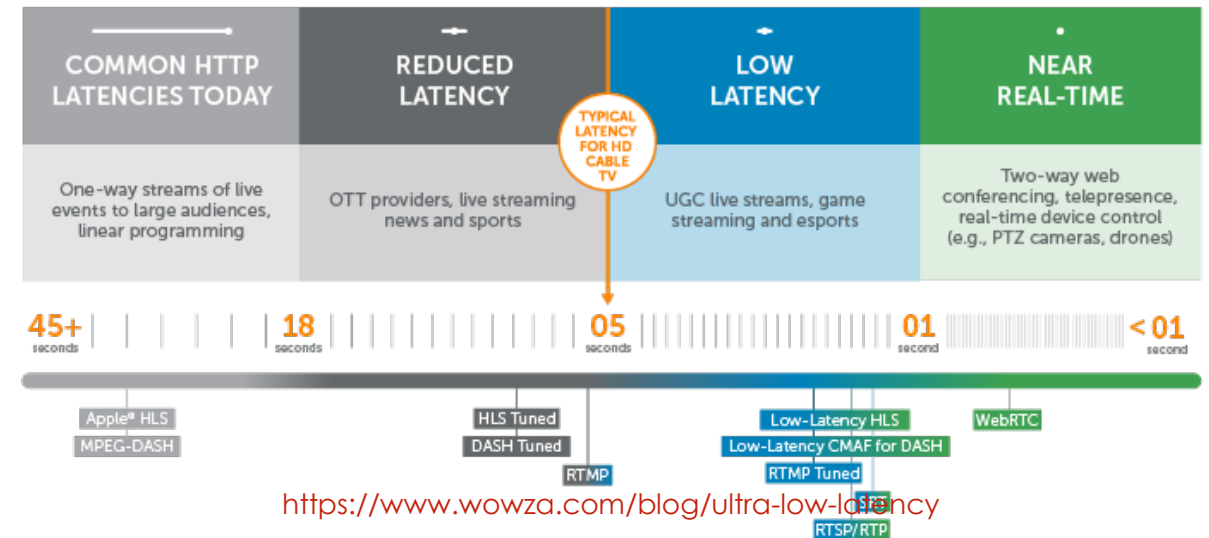 COMMON HTTP
LATENCIES TODAY
REDUCED
LATENCY
TYPICAL
LATENCY
FOR HD
CABLE
TV
LOW
LATENCY
NEAR
REAL-TIME
One-way streams of live
events to large audiences,
linear programming
OTT providers, live streaming
news and sports
UGC live streams, game
streaming and esports
Two-way web
conferencing, telepresence,
real-time device control
(e.g., PTZ cameras, drones)
45+
seconds
18
seconds
05
seconds
01
second
< 01
second
Apple® HLS
MPEG-DASH
HLS Tuned
DASH Tuned
RTMP
Low-Latency HLS
Low-Latency CMAF for DASH
RTMP Tuned
WebRTC
https://www.wowza.com/blog/ultra-low-latency
RTSP/RTP